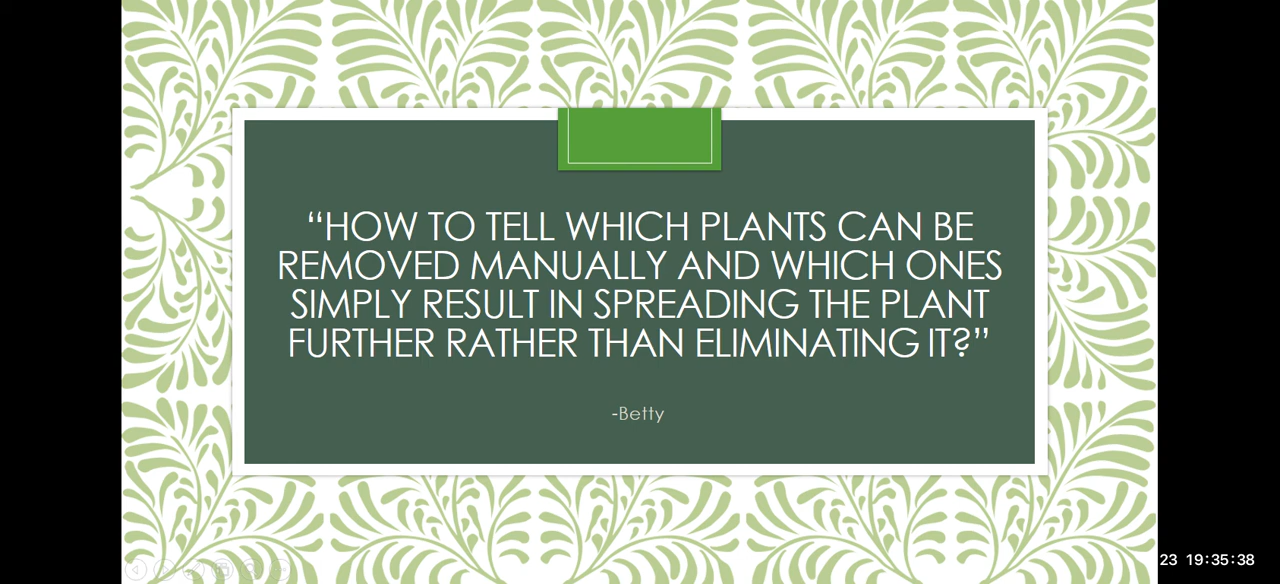 “HOW TO TELL WHICH PLANTS CAN BE
REMOVED MANUALLY AND WHICH ONES
SIMPLY RESULT IN SPREADING THE PLANT
FURTHER RATHER THAN ELIMINATING IT?”
-Betty
23 19:35:38